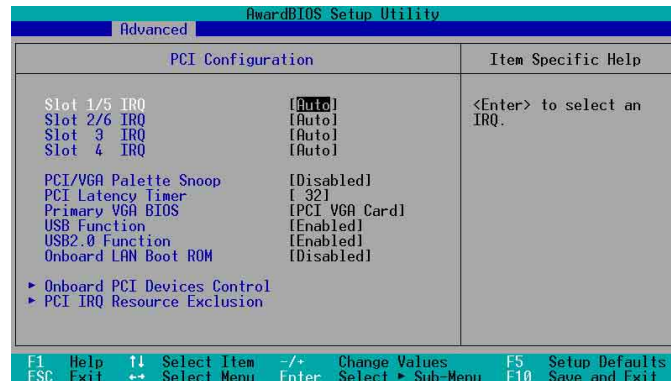 AwardBIOS Setup Utility
Advanced
PCI Configuration
Item Specific Help
Slot 1/5 IRQ [Auto]
Slot 2/6 IRQ [Auto]
Slot 3 IRQ [Auto]
Slot 4 IRQ [Auto]
PCI/VGA Palette Snoop [Disabled]
PCI Latency Timer [ 32]
Primary VGA BIOS [PCI VGA Card]
USB Function [Enabled]
USB2.0 Function [Enabled]
Onboard LAN Boot ROM [Disabled]
► Onboard PCI Devices Control
► PCI IRQ Resource Exclusion
<Enter> to select an
IRQ.
F1 Help ↑↓ Select Item -/+ Change Values F5 Setup Defaults
ESC Exit ←→ Select Menu Enter Select ► Sub-Menu F10 Save and Exit